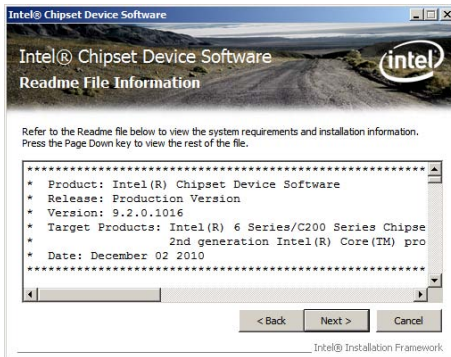 Intel® Chipset Device Software
Intel® Chipset Device Software
Readme File Information
intel
Refer to the Readme file below to view the system requirements and installation information.
Press the Page Down key to view the rest of the file.
**********************************************************
* Product: Intel(R) Chipset Device Software
* Release: Production Version
* Version: 9.2.0.1016
* Target Products: Intel(R) 6 Series/C200 Series Chipse
* 2nd generation Intel(R) Core(TM) pro
* Date: December 02 2010
**********************************************************
< Back Next > Cancel
Intel® Installation Framework